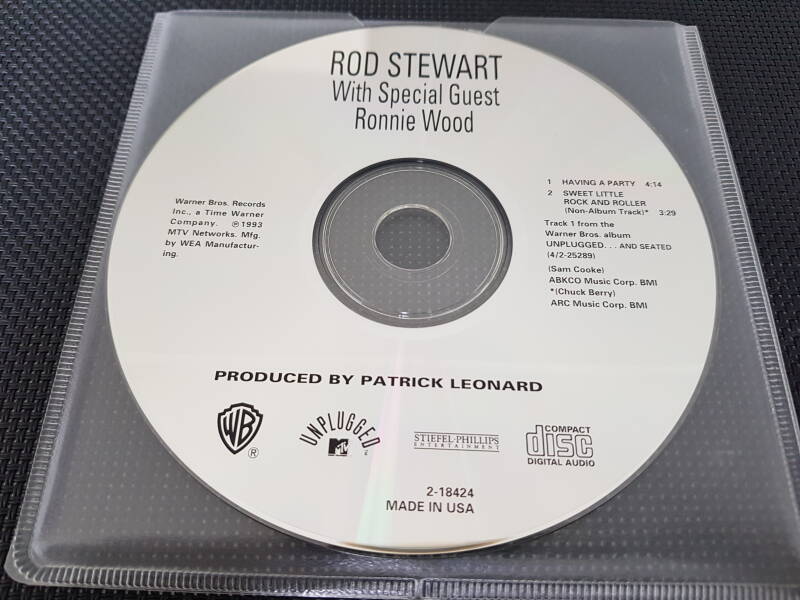 ROD STEWART
With Special Guest
Ronnie Wood
Warner Bros. Records
Inc., a Time Warner
Company. ℗1993
MTV Networks. Mfg.
by WEA Manufactur-
ing.
1 HAVING A PARTY 4:14
2 SWEET LITTLE
ROCK AND ROLLER
(Non-Album Track)* 3:29
Track 1 from the
Warner Bros. album
UNPLUGGED. . . AND SEATED
(4/2-25289)
(Sam Cooke)
ABKCO Music Corp. BMI
*(Chuck Berry)
ARC Music Corp. BMI
PRODUCED BY PATRICK LEONARD
WB ®
UNPLUGGED
MTV
STIEFEL·PHILLIPS
ENTERTAINMENT
COMPACT
disc
DIGITAL AUDIO
2-18424
MADE IN USA